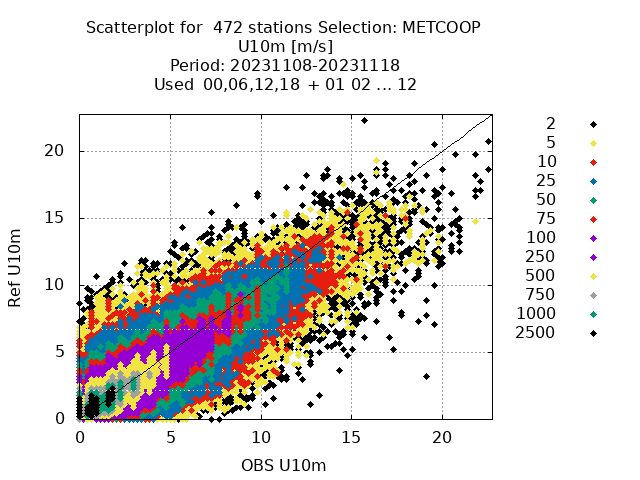 Scatterplot for  472 stations Selection: METCOOP
U10m [m/s]
Period: 20231108-20231118
Used  00,06,12,18  + 01 02 ... 12
Ref U10m
20
15
10
5
0
0 5 10 15 20
OBS U10m
2
5
10
25
50
75
100
250
500
750
1000
2500